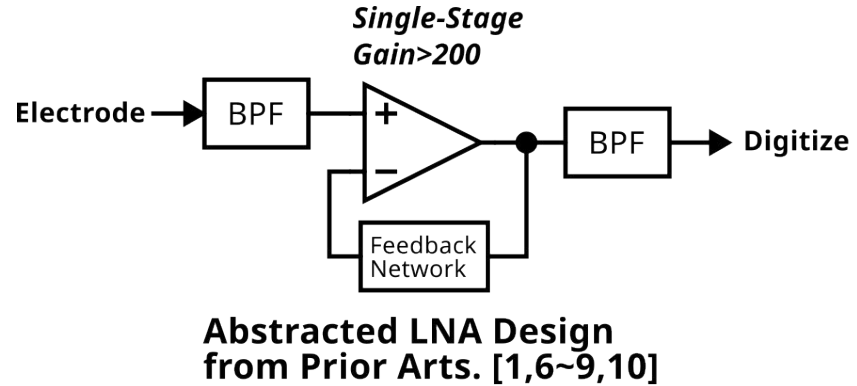 Single-Stage
Gain>200
Electrode
BPF
+
−
BPF
Digitize
Feedback
Network
Abstracted LNA Design
from Prior Arts. [1,6~9,10]